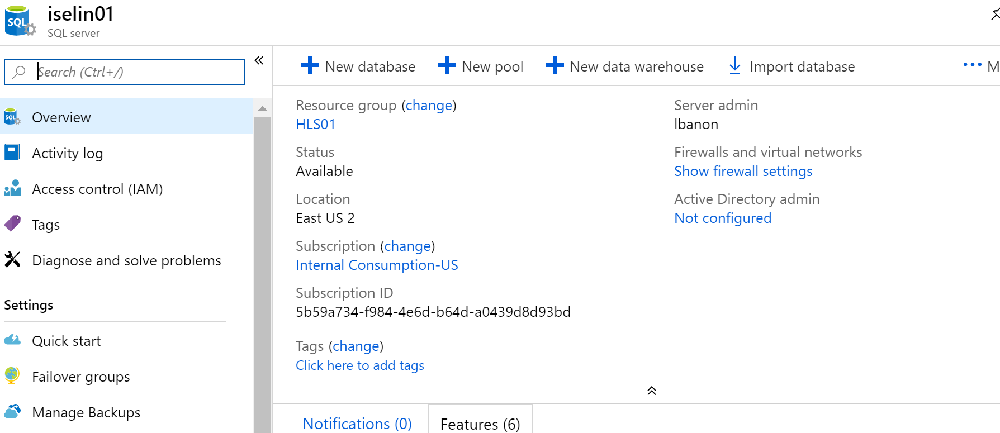 SQL
iselin01
SQL server
Search (Ctrl+/)
«
New database
New pool
New data warehouse
Import database
••• M
SQL
Overview
Activity log
Access control (IAM)
Tags
Diagnose and solve problems
Settings
Quick start
Failover groups
Manage Backups
Resource group (change)
HLS01
Status
Available
Location
East US 2
Subscription (change)
Internal Consumption-US
Subscription ID
5b59a734-f984-4e6d-b64d-a0439d8d93bd
Tags (change)
Click here to add tags
Server admin
lbanon
Firewalls and virtual networks
Show firewall settings
Active Directory admin
Not configured
Notifications (0)
Features (6)